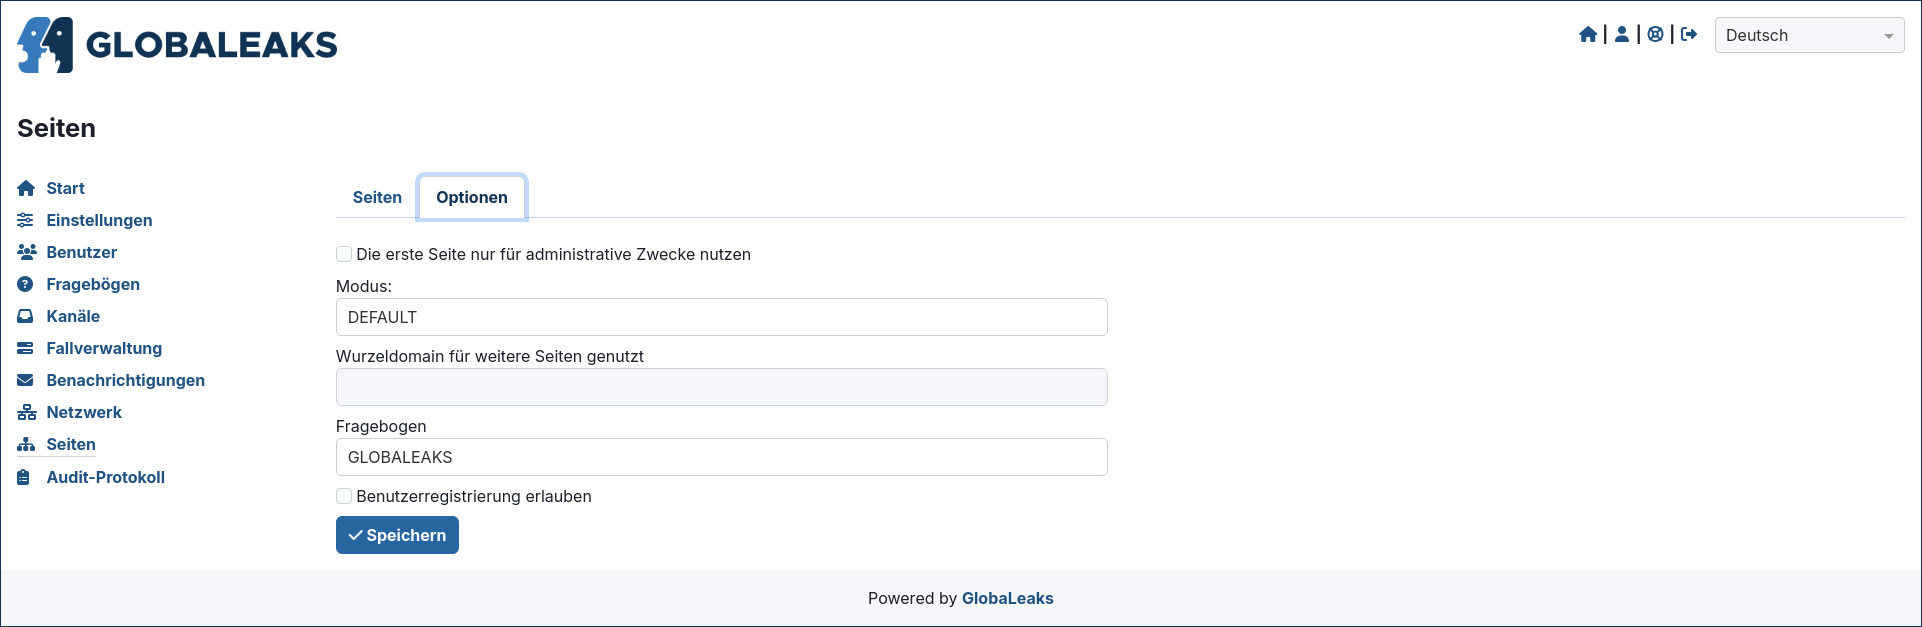 GLOBALEAKS
Deutsch
Seiten
Start
Einstellungen
Benutzer
Fragebögen
Kanäle
Fallverwaltung
Benachrichtigungen
Netzwerk
Seiten
Audit-Protokoll
Seiten
Optionen
Die erste Seite nur für administrative Zwecke nutzen
Modus:
DEFAULT
Wurzeldomain für weitere Seiten genutzt
Fragebogen
GLOBALEAKS
Benutzerregistrierung erlauben
Speichern
Powered by GlobaLeaks